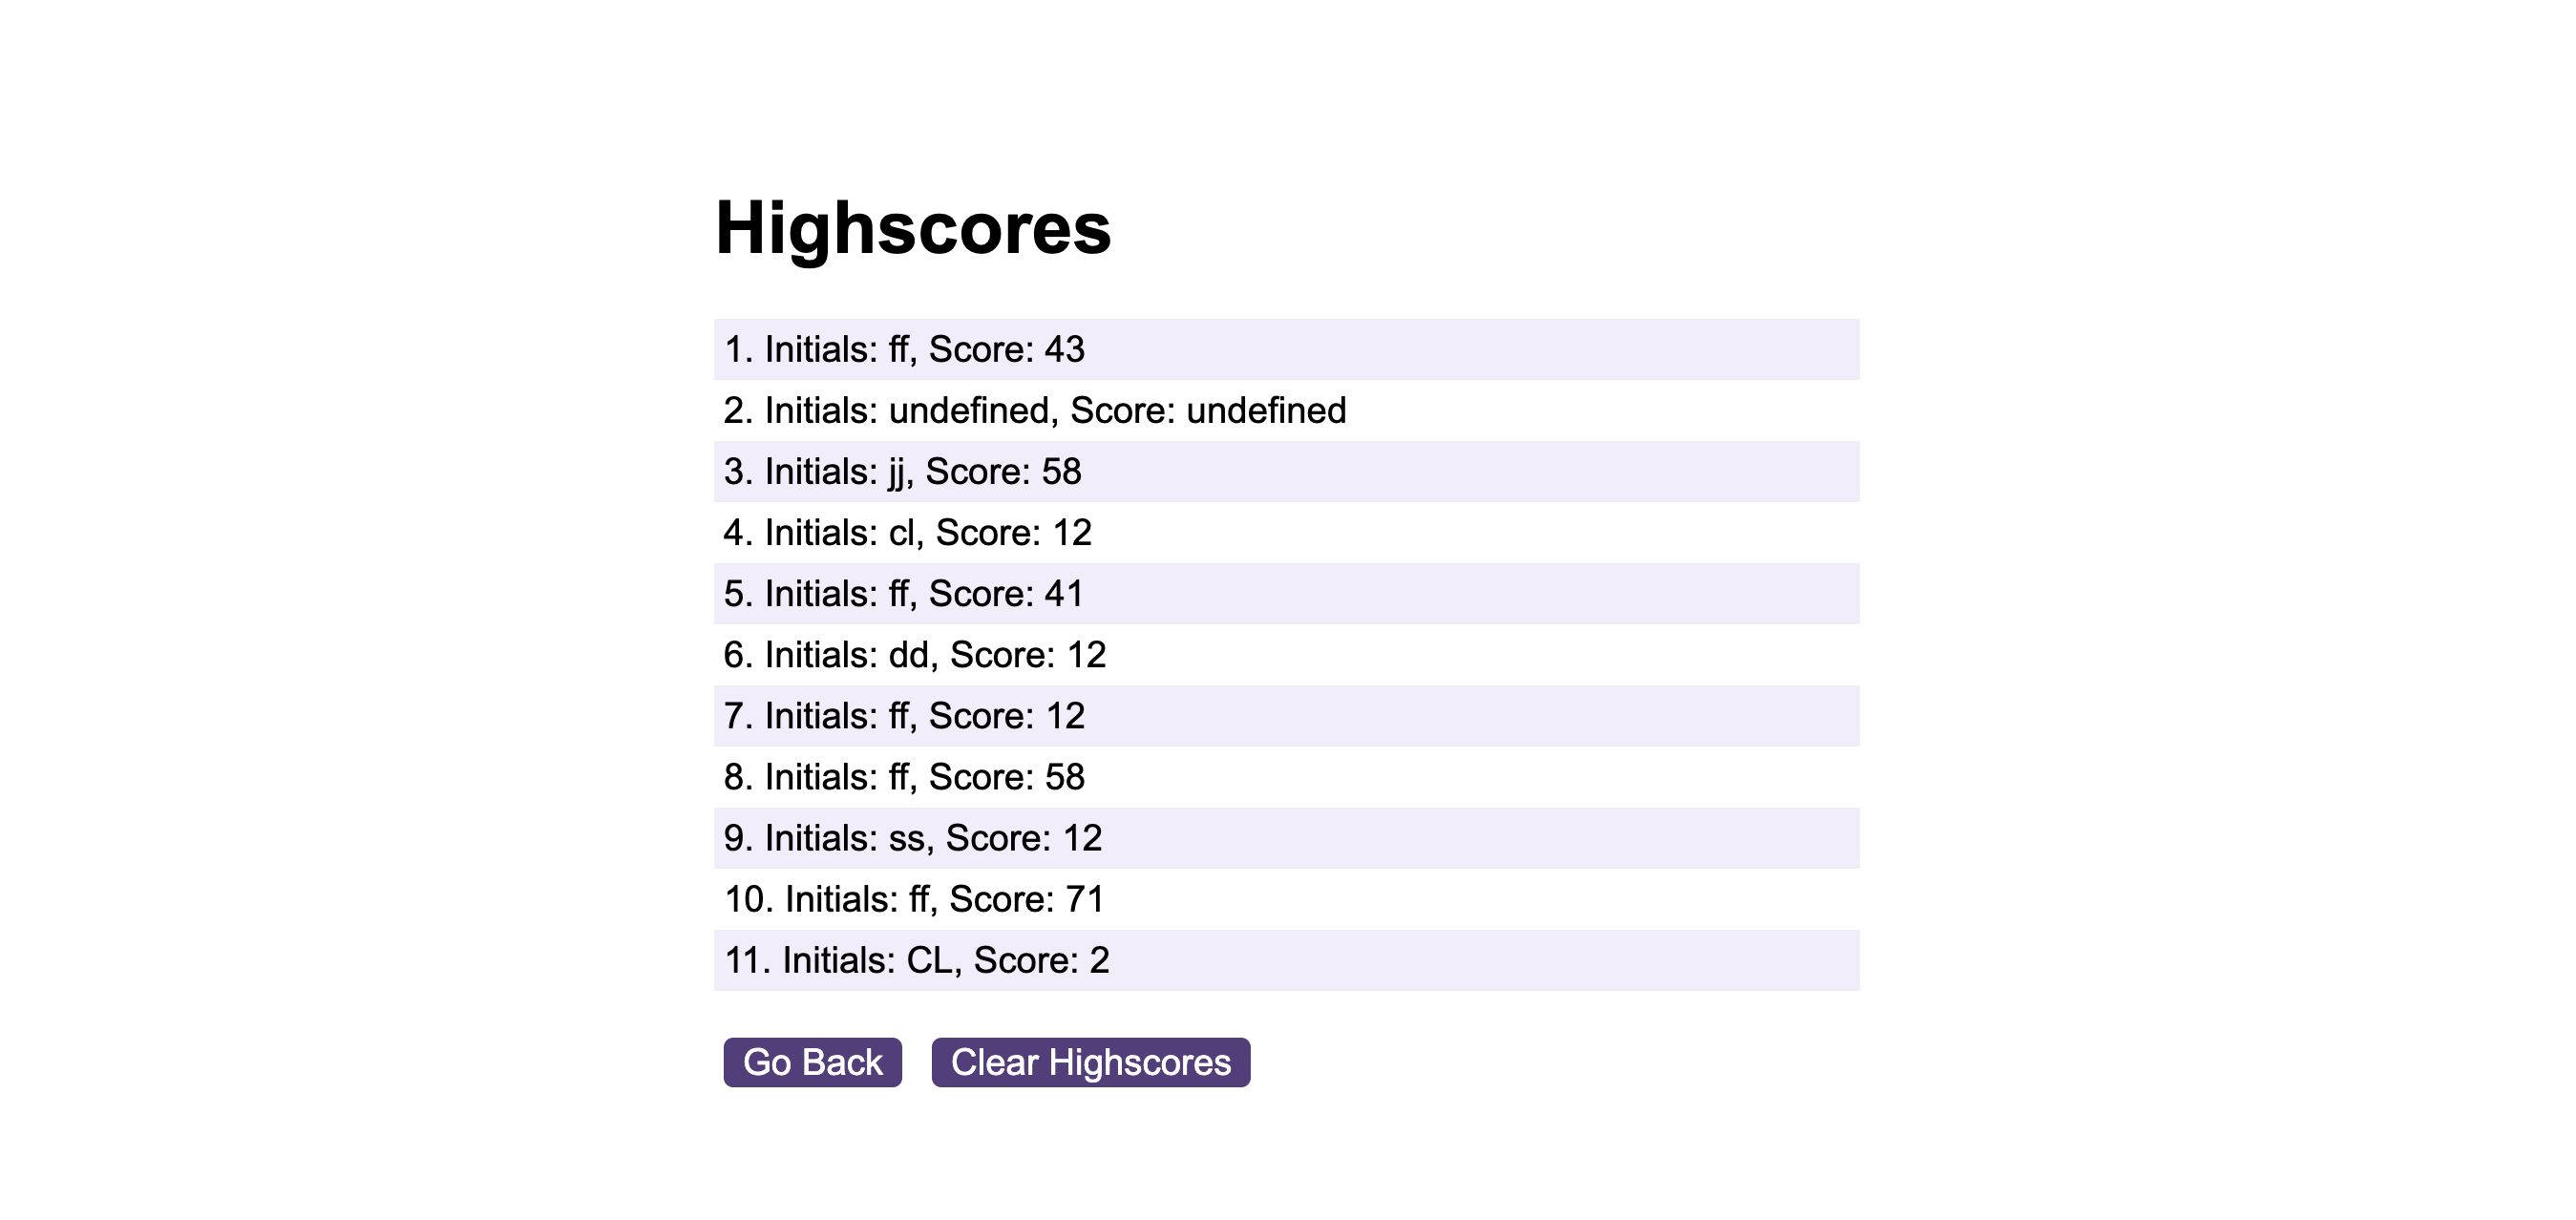 Highscores
1. Initials: ff, Score: 43
2. Initials: undefined, Score: undefined
3. Initials: jj, Score: 58
4. Initials: cl, Score: 12
5. Initials: ff, Score: 41
6. Initials: dd, Score: 12
7. Initials: ff, Score: 12
8. Initials: ff, Score: 58
9. Initials: ss, Score: 12
10. Initials: ff, Score: 71
11. Initials: CL, Score: 2
Go Back Clear Highscores